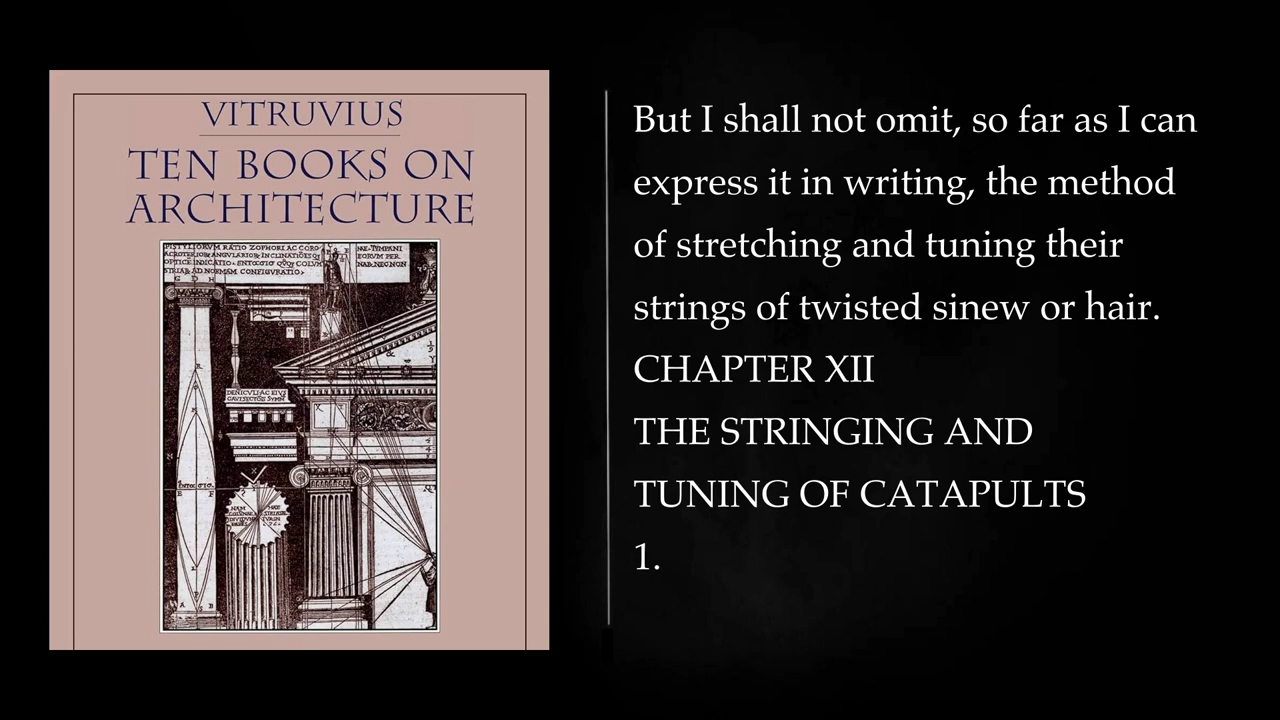 VITRUVIUS
TEN BOOKS ON
ARCHITECTURE
But I shall not omit, so far as I can
express it in writing, the method
of stretching and tuning their
strings of twisted sinew or hair.
CHAPTER XII
THE STRINGING AND
TUNING OF CATAPULTS
1.